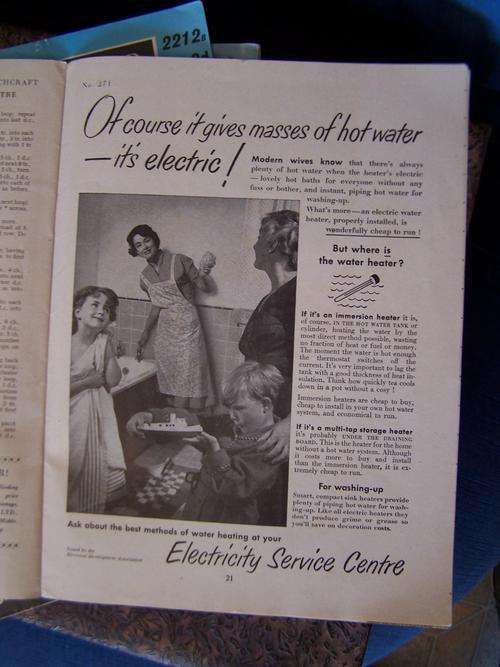 2212
No. 271
Of course it gives masses of hot water
—it's electric!
Modern wives know that there's always
plenty of hot water when the heater's electric
—lovely hot baths for everyone without any
fuss or bother, and instant, piping hot water for
washing-up.
What's more—an electric water
heater, properly installed, is
wonderfully cheap to run!
But where is
the water heater?
If it's an immersion heater it is,
of course, IN THE HOT WATER TANK or
cylinder, heating the water by the
most direct method possible, wasting
no fraction of heat or fuel or money.
The moment the water is hot enough
the thermostat switches off the
current. It's very important to lag the
tank with a good thickness of heat in-
sulation. Think how quickly tea cools
down in a pot without a cosy!
Immersion heaters are cheap to buy,
cheap to install in your own hot water
system, and economical to run.
If it's a multi-tap storage heater
it's probably UNDER THE DRAINING
BOARD. This is the heater for the home
without a hot water system. Although
it costs more to buy and install
than the immersion heater, it is ex-
tremely cheap to run.
For washing-up
Smart, compact sink heaters provide
plenty of piping hot water for wash-
ing-up. Like all electric heaters they
don't produce grime or grease so
you'll save on decoration costs.
Ask about the best methods of water heating at your
Issued by the
Electrical Development Association
Electricity Service Centre
21